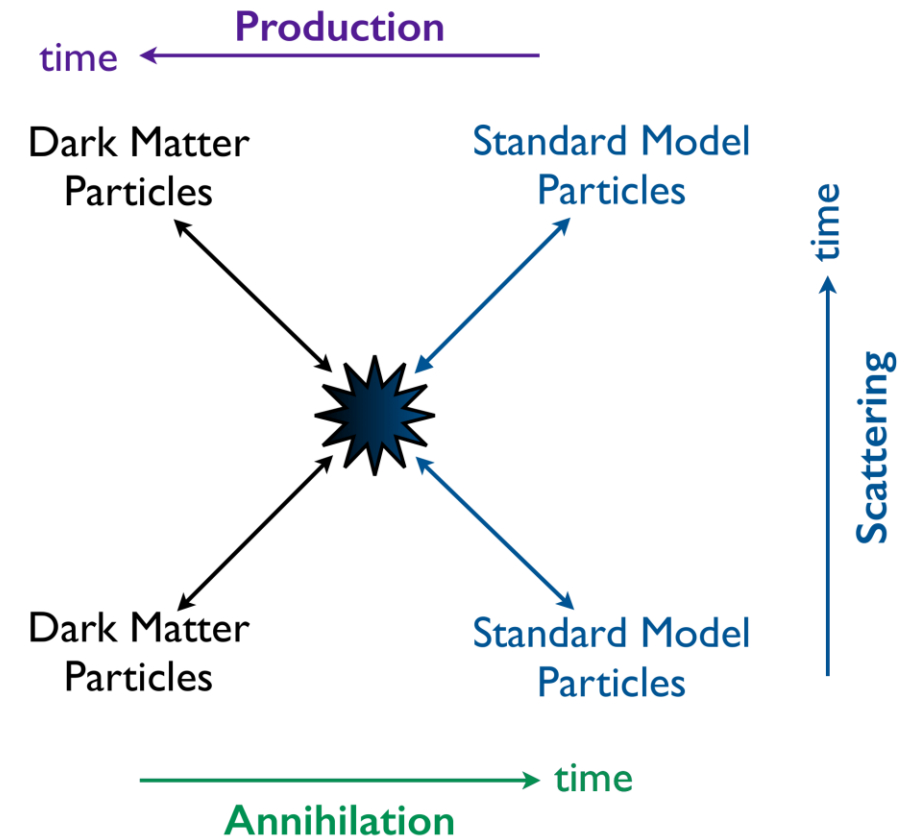 Production
time
Dark Matter
Particles
Standard Model
Particles
time
Scattering
Dark Matter
Particles
Standard Model
Particles
time
Annihilation